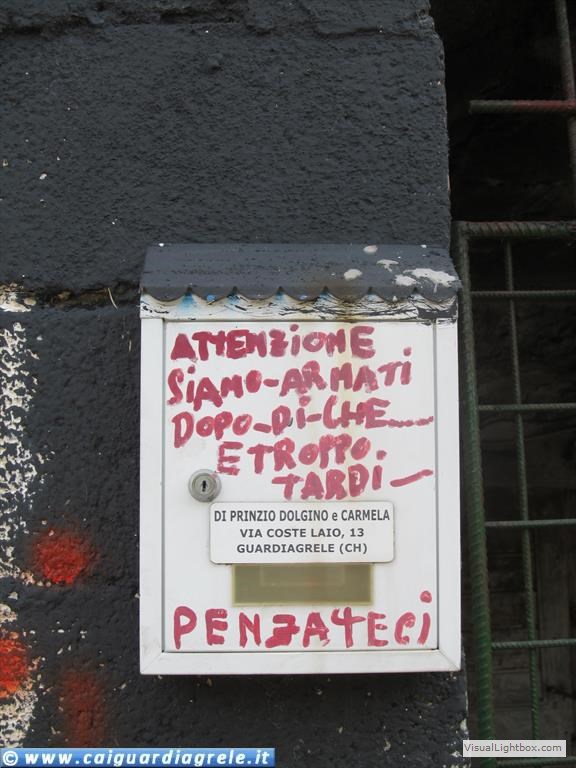 ATTENZIONE
SIAMO-ARMATI
DOPO-DI-CHE
E TROPPO.
TARDI-
DI PRINZIO DOLGINO e CARMELA
VIA COSTE LAIO, 13
GUARDIAGRELE (CH)
PENZATECI
© www.caiguardiagrele.it
VisualLightbox.com